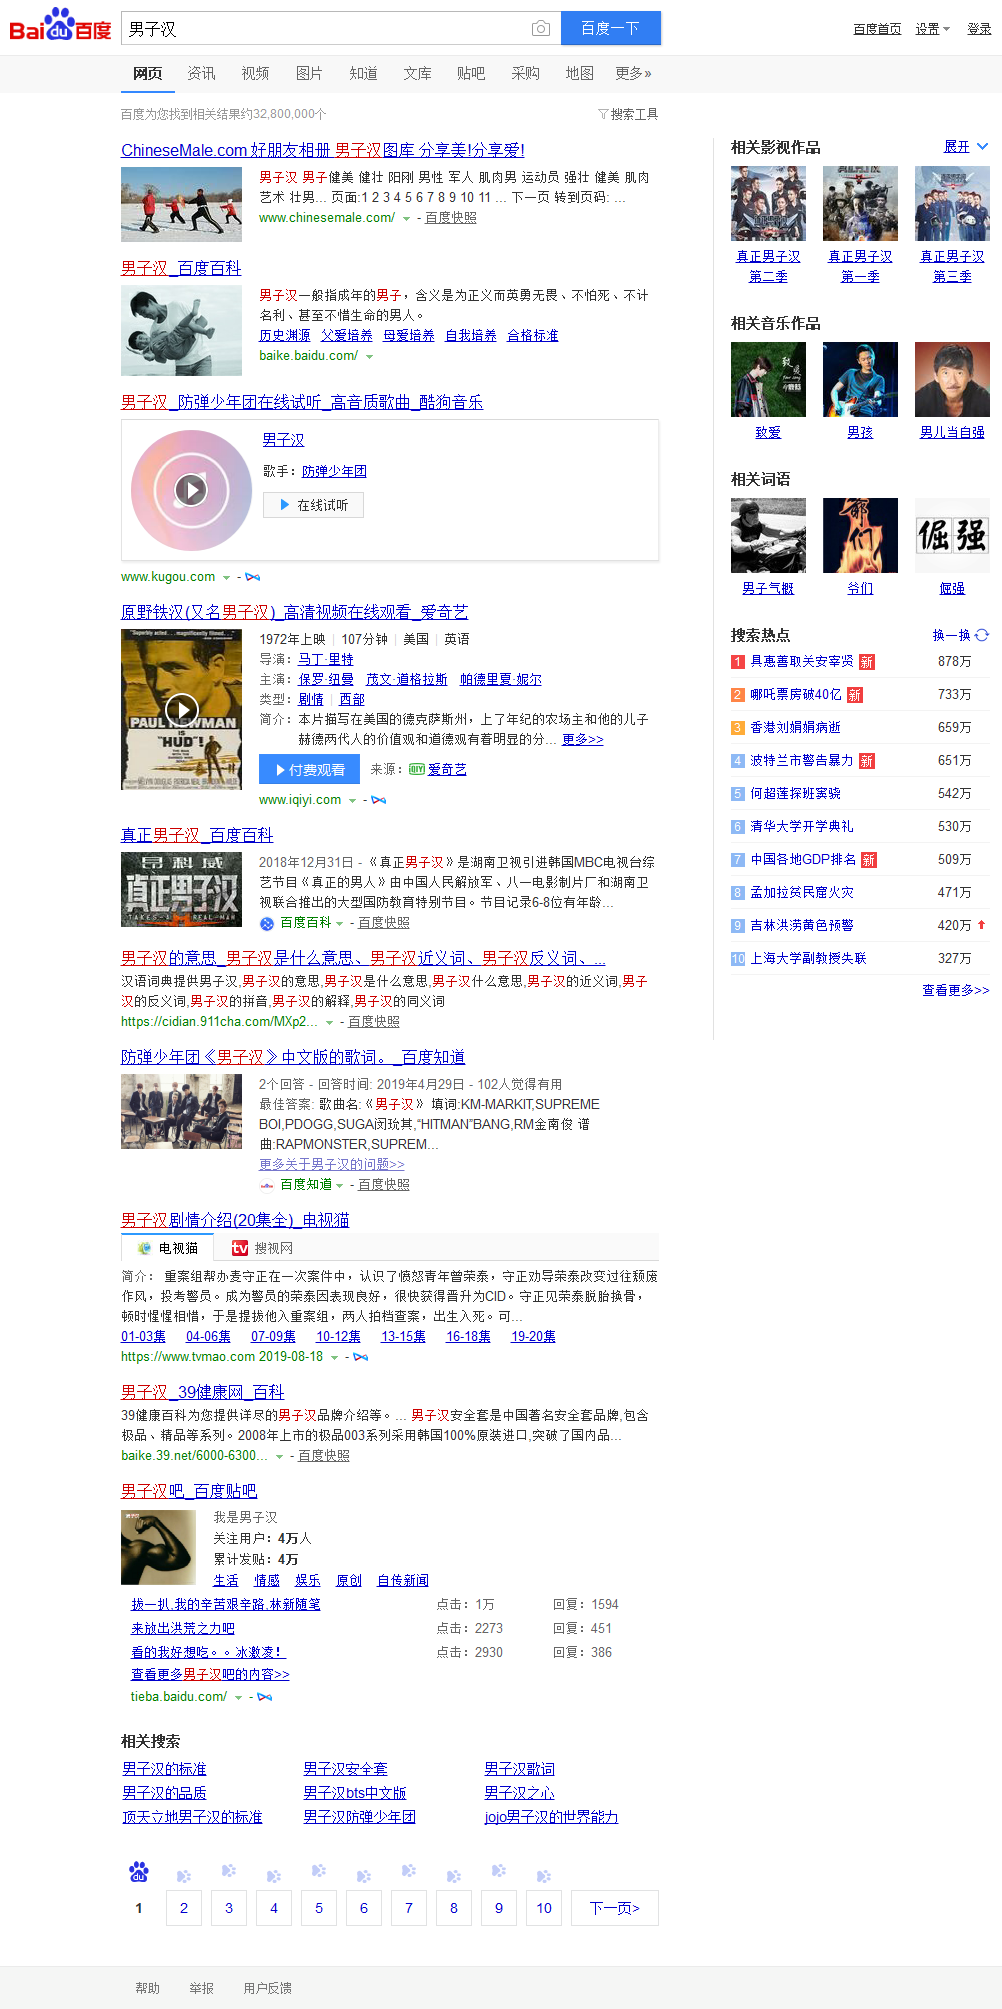 Bai du 百度
男子汉
百度一下
百度首页 设置 登录
网页 资讯 视频 图片 知道 文库 贴吧 采购 地图 更多»
百度为您找到相关结果约32,800,000个
搜索工具
ChineseMale.com 好朋友相册 男子汉图库 分享美!分享爱!
男子汉 男子健美 健壮 阳刚 男性 军人 肌肉男 运动员 强壮 健美 肌肉
艺术 壮男... 页面:1 2 3 4 5 6 7 8 9 10 11 ... 下一页 转到页码: ...
www.chinesemale.com/ - 百度快照
男子汉_百度百科
男子汉一般指成年的男子，含义是为正义而英勇无畏、不怕死、不计
名利、甚至不惜生命的男人。
历史渊源 父爱培养 母爱培养 自我培养 合格标准
baike.baidu.com/
男子汉_防弹少年团在线试听_高音质歌曲_酷狗音乐
男子汉
歌手：防弹少年团
在线试听
www.kugou.com -
原野铁汉(又名男子汉)_高清视频在线观看_爱奇艺
1972年上映 | 107分钟 | 美国 | 英语
导演：马丁·里特
主演：保罗·纽曼 茂文·道格拉斯 帕德里夏·妮尔
类型：剧情 | 西部
简介：本片描写在美国的德克萨斯州，上了年纪的农场主和他的儿子
赫德两代人的价值观和道德观有着明显的分... 更多>>
PAUL NEWMAN
IS "HUD"!
付费观看 来源：爱奇艺
www.iqiyi.com -
真正男子汉_百度百科
真正男子汉
2018年12月31日 - 《真正男子汉》是湖南卫视引进韩国MBC电视台综
艺节目《真正的男人》由中国人民解放军、八一电影制片厂和湖南卫
视联合推出的大型国防教育特别节目。节目记录6-8位有年龄...
百度百科 - 百度快照
男子汉的意思_男子汉是什么意思、男子汉近义词、男子汉反义词、...
汉语词典提供男子汉,男子汉的意思,男子汉是什么意思,男子汉什么意思,男子汉的近义词,男子
汉的反义词,男子汉的拼音,男子汉的解释,男子汉的同义词
https://cidian.911cha.com/MXp2... - 百度快照
防弹少年团《男子汉》中文版的歌词。_百度知道
2个回答 - 回答时间: 2019年4月29日 - 102人觉得有用
最佳答案: 歌曲名:《男子汉》 填词:KM-MARKIT,SUPREME
BOI,PDOGG,SUGA闵玧其,“HITMAN”BANG,RM金南俊 谱
曲:RAPMONSTER,SUPREM...
更多关于男子汉的问题>>
百度知道 - 百度快照
男子汉剧情介绍(20集全)_电视猫
电视猫 tv 搜视网
简介： 重案组帮办麦守正在一次案件中，认识了愤怒青年曾荣泰，守正劝导荣泰改变过往颓废
作风，投考警员。成为警员的荣泰因表现良好，很快获得晋升为CID。守正见荣泰脱胎换骨，
顿时惺惺相惜，于是提拔他入重案组，两人拍档查案，出生入死。可...
01-03集 04-06集 07-09集 10-12集 13-15集 16-18集 19-20集
https://www.tvmao.com 2019-08-18 -
男子汉_39健康网_百科
39健康百科为您提供详尽的男子汉品牌介绍等。... 男子汉安全套是中国著名安全套品牌,包含
极品、精品等系列。2008年上市的极品003系列采用韩国100%原装进口,突破了国内品...
baike.39.net/6000-6300... - 百度快照
男子汉吧_百度贴吧
我是男子汉
关注用户：4万人
累计发贴：4万
生活 情感 娱乐 原创 自传新闻
拔一扒,我的辛苦艰辛路,林新随笔 点击：1万 回复：1594
来放出洪荒之力吧 点击：2273 回复：451
看的我好想吃。。冰激凌！ 点击：2930 回复：386
查看更多男子汉吧的内容>>
tieba.baidu.com/ -
相关搜索
男子汉的标准 男子汉安全套 男子汉歌词
男子汉的品质 男子汉bts中文版 男子汉之心
顶天立地男子汉的标准 男子汉防弹少年团 jojo男子汉的世界能力
1 2 3 4 5 6 7 8 9 10 下一页>
帮助 举报 用户反馈
相关影视作品 展开
真正男子汉第二季 真正男子汉第一季 真正男子汉第三季
相关音乐作品
致爱 男孩 男儿当自强
相关词语
倔强
男子气概 爷们 倔强
搜索热点 换一换
1 具惠善取关安宰贤 新 878万
2 哪吒票房破40亿 新 733万
3 香港刘娟娟病逝 659万
4 波特兰市警告暴力 新 651万
5 何超莲探班窦骁 542万
6 清华大学开学典礼 530万
7 中国各地GDP排名 新 509万
8 孟加拉贫民窟火灾 471万
9 吉林洪涝黄色预警 420万
10 上海大学副教授失联 327万
查看更多>>